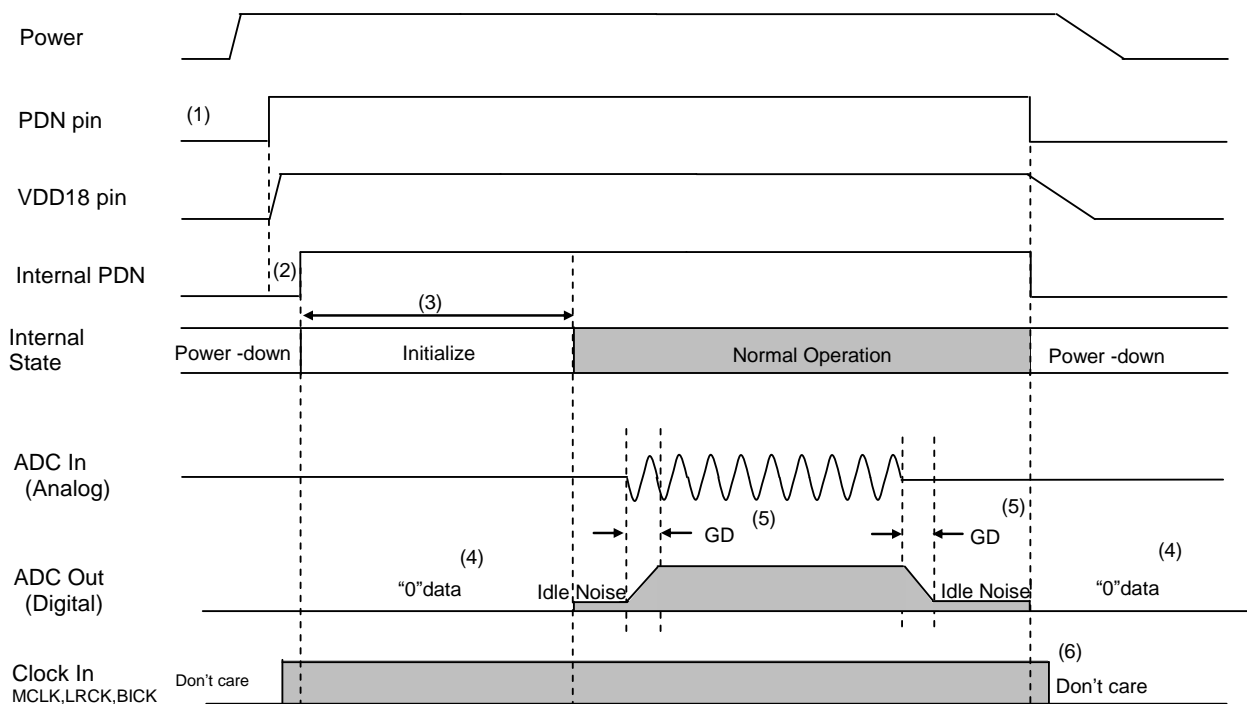 Power
(1)
PDN pin
VDD18 pin
Internal PDN
(2)
(3)
Internal
State
Power -down
Initialize
Normal Operation
Power -down
ADC In
(Analog)
GD
(5)
GD
(5)
ADC Out
(Digital)
“0”data
(4)
Idle Noise
Idle Noise
“0”data
(4)
Clock In
MCLK,LRCK,BICK
Don’t care
(6)
Don’t care